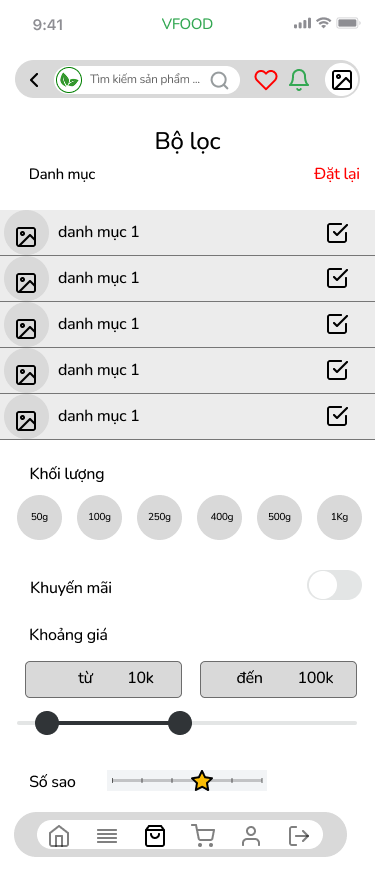 9:41
VFOOD
Tìm kiếm sản phẩm ...
Bộ lọc
Danh mục
Đặt lại
danh mục 1
danh mục 1
danh mục 1
danh mục 1
danh mục 1
Khối lượng
50g 100g 250g 400g 500g 1Kg
Khuyến mãi
Khoảng giá
từ 10k đến 100k
Số sao